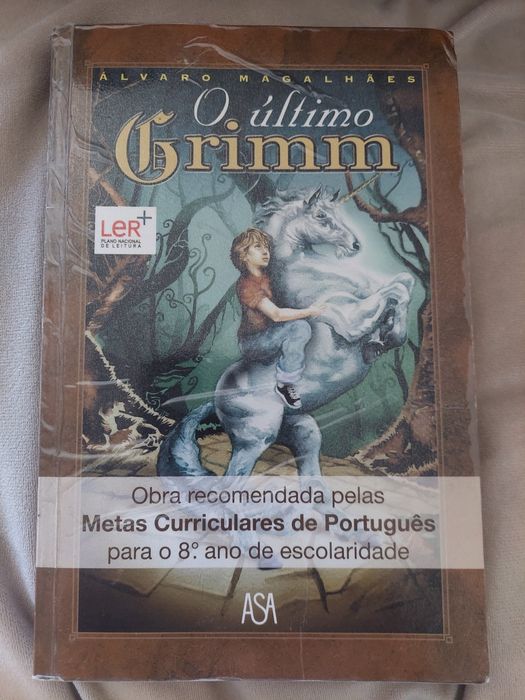 ÁLVARO MAGALHÃES
O último
Grimm
LER+
PLANO NACIONAL
DE LEITURA
Obra recomendada pelas
Metas Curriculares de Português
para o 8.º ano de escolaridade
ASA